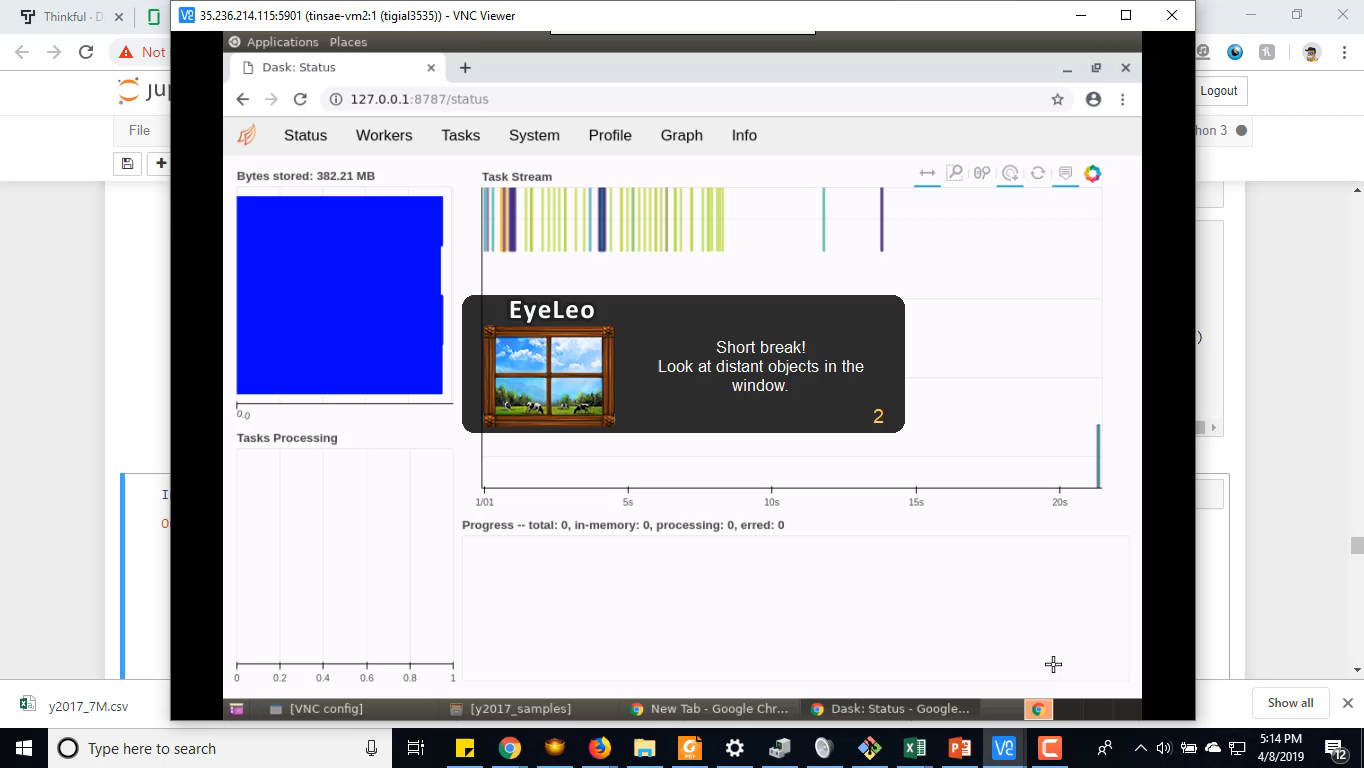 Thinkful · D
35.236.214.115:5901 (tinsae-vm2:1 (tigial3535)) - VNC Viewer
Not
Applications Places
Dask: Status
127.0.0.1:8787/status
Logout
File
Status Workers Tasks System Profile Graph Info
hon 3
Bytes stored: 382.21 MB
0.0
Task Stream
1/01 5s 10s 15s 20s
EyeLeo
Short break!
Look at distant objects in the
window.
2
Tasks Processing
0 0.2 0.4 0.6 0.8 1
Progress -- total: 0, in-memory: 0, processing: 0, erred: 0
)
[VNC config] [y2017_samples] New Tab - Google Chr... Dask: Status - Google...
y2017_7M.csv
Show all
Type here to search
5:14 PM
4/8/2019
12